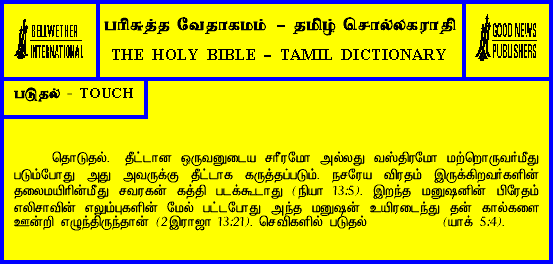 BELLWETHER
INTERNATIONAL
பரிசுத்த வேதாகமம் – தமிழ் சொல்லகராதி
THE HOLY BIBLE – TAMIL DICTIONARY
GOOD NEWS
PUBLISHERS
படுதல் - TOUCH
தொடுதல். தீட்டான ஒருவனுடைய சரீரமோ அல்லது வஸ்திரமோ மற்றொருவர்மீது
படும்போது அது அவருக்கு தீட்டாக கருத்தப்படும். நசரேய விரதம் இருக்கிறவர்களின்
தலைமயிரின்மீது சவரகன் கத்தி படக்கூடாது (நியா 13:5). இறந்த மனுஷனின் பிரேதம்
எலிசாவின் எலும்புகளின் மேல் பட்டபோது அந்த மனுஷன் உயிரடைந்து தன் கால்களை
ஊன்றி எழுந்திருந்தான் (2இராஜா 13:21). செவிகளில் படுதல் (யாக் 5:4).